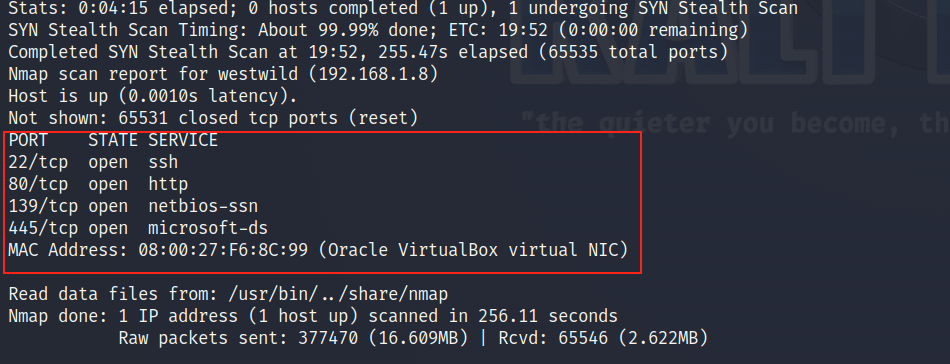 Stats: 0:04:15 elapsed; 0 hosts completed (1 up), 1 undergoing SYN Stealth Scan
SYN Stealth Scan Timing: About 99.99% done; ETC: 19:52 (0:00:00 remaining)
Completed SYN Stealth Scan at 19:52, 255.47s elapsed (65535 total ports)
Nmap scan report for westwild (192.168.1.8)
Host is up (0.0010s latency).
Not shown: 65531 closed tcp ports (reset)
"the quieter you become, th
PORT    STATE SERVICE
22/tcp  open  ssh
80/tcp  open  http
139/tcp open  netbios-ssn
445/tcp open  microsoft-ds
MAC Address: 08:00:27:F6:8C:99 (Oracle VirtualBox virtual NIC)
Read data files from: /usr/bin/../share/nmap
Nmap done: 1 IP address (1 host up) scanned in 256.11 seconds
           Raw packets sent: 377470 (16.609MB) | Rcvd: 65546 (2.622MB)